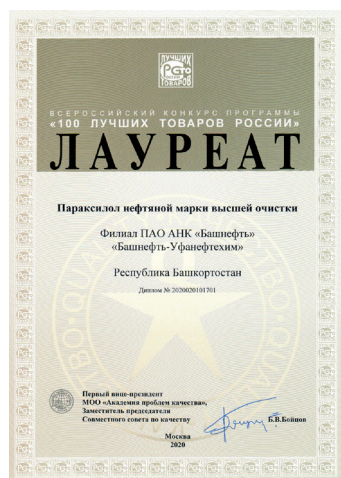 ЛУЧШИХ
СТО
ТОВАРОВ
ВСЕРОССИЙСКИЙ КОНКУРС ПРОГРАММЫ
«100 ЛУЧШИХ ТОВАРОВ РОССИИ»
ЛАУРЕАТ
Параксилол нефтяной марки высшей очистки
Филиал ПАО АНК «Башнефть»
«Башнефть-Уфанефтехим»
Республика Башкортостан
Диплом № 2020020101701
Первый вице-президент
МОО «Академия проблем качества»,
Заместитель председателя
Совместного совета по качеству
Б.В.Бойцов
Москва
2020